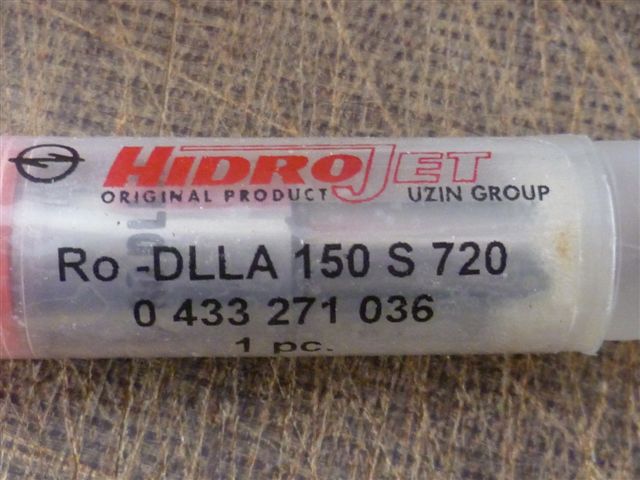 HIDROJET
ORIGINAL PRODUCT UZIN GROUP
Ro -DLLA 150 S 720
0 433 271 036
1 pc.